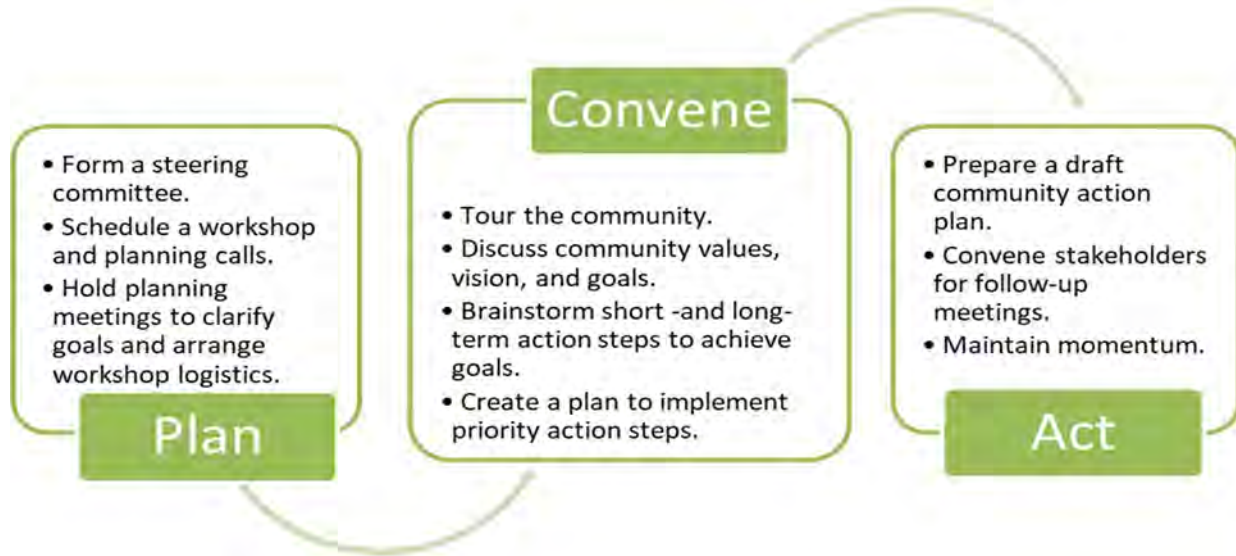 • Form a steering
committee.
• Schedule a workshop
and planning calls.
• Hold planning
meetings to clarify
goals and arrange
workshop logistics.
Plan
Convene
• Tour the community.
• Discuss community values,
vision, and goals.
• Brainstorm short -and long-
term action steps to achieve
goals.
• Create a plan to implement
priority action steps.
• Prepare a draft
community action
plan.
• Convene stakeholders
for follow-up
meetings.
• Maintain momentum.
Act